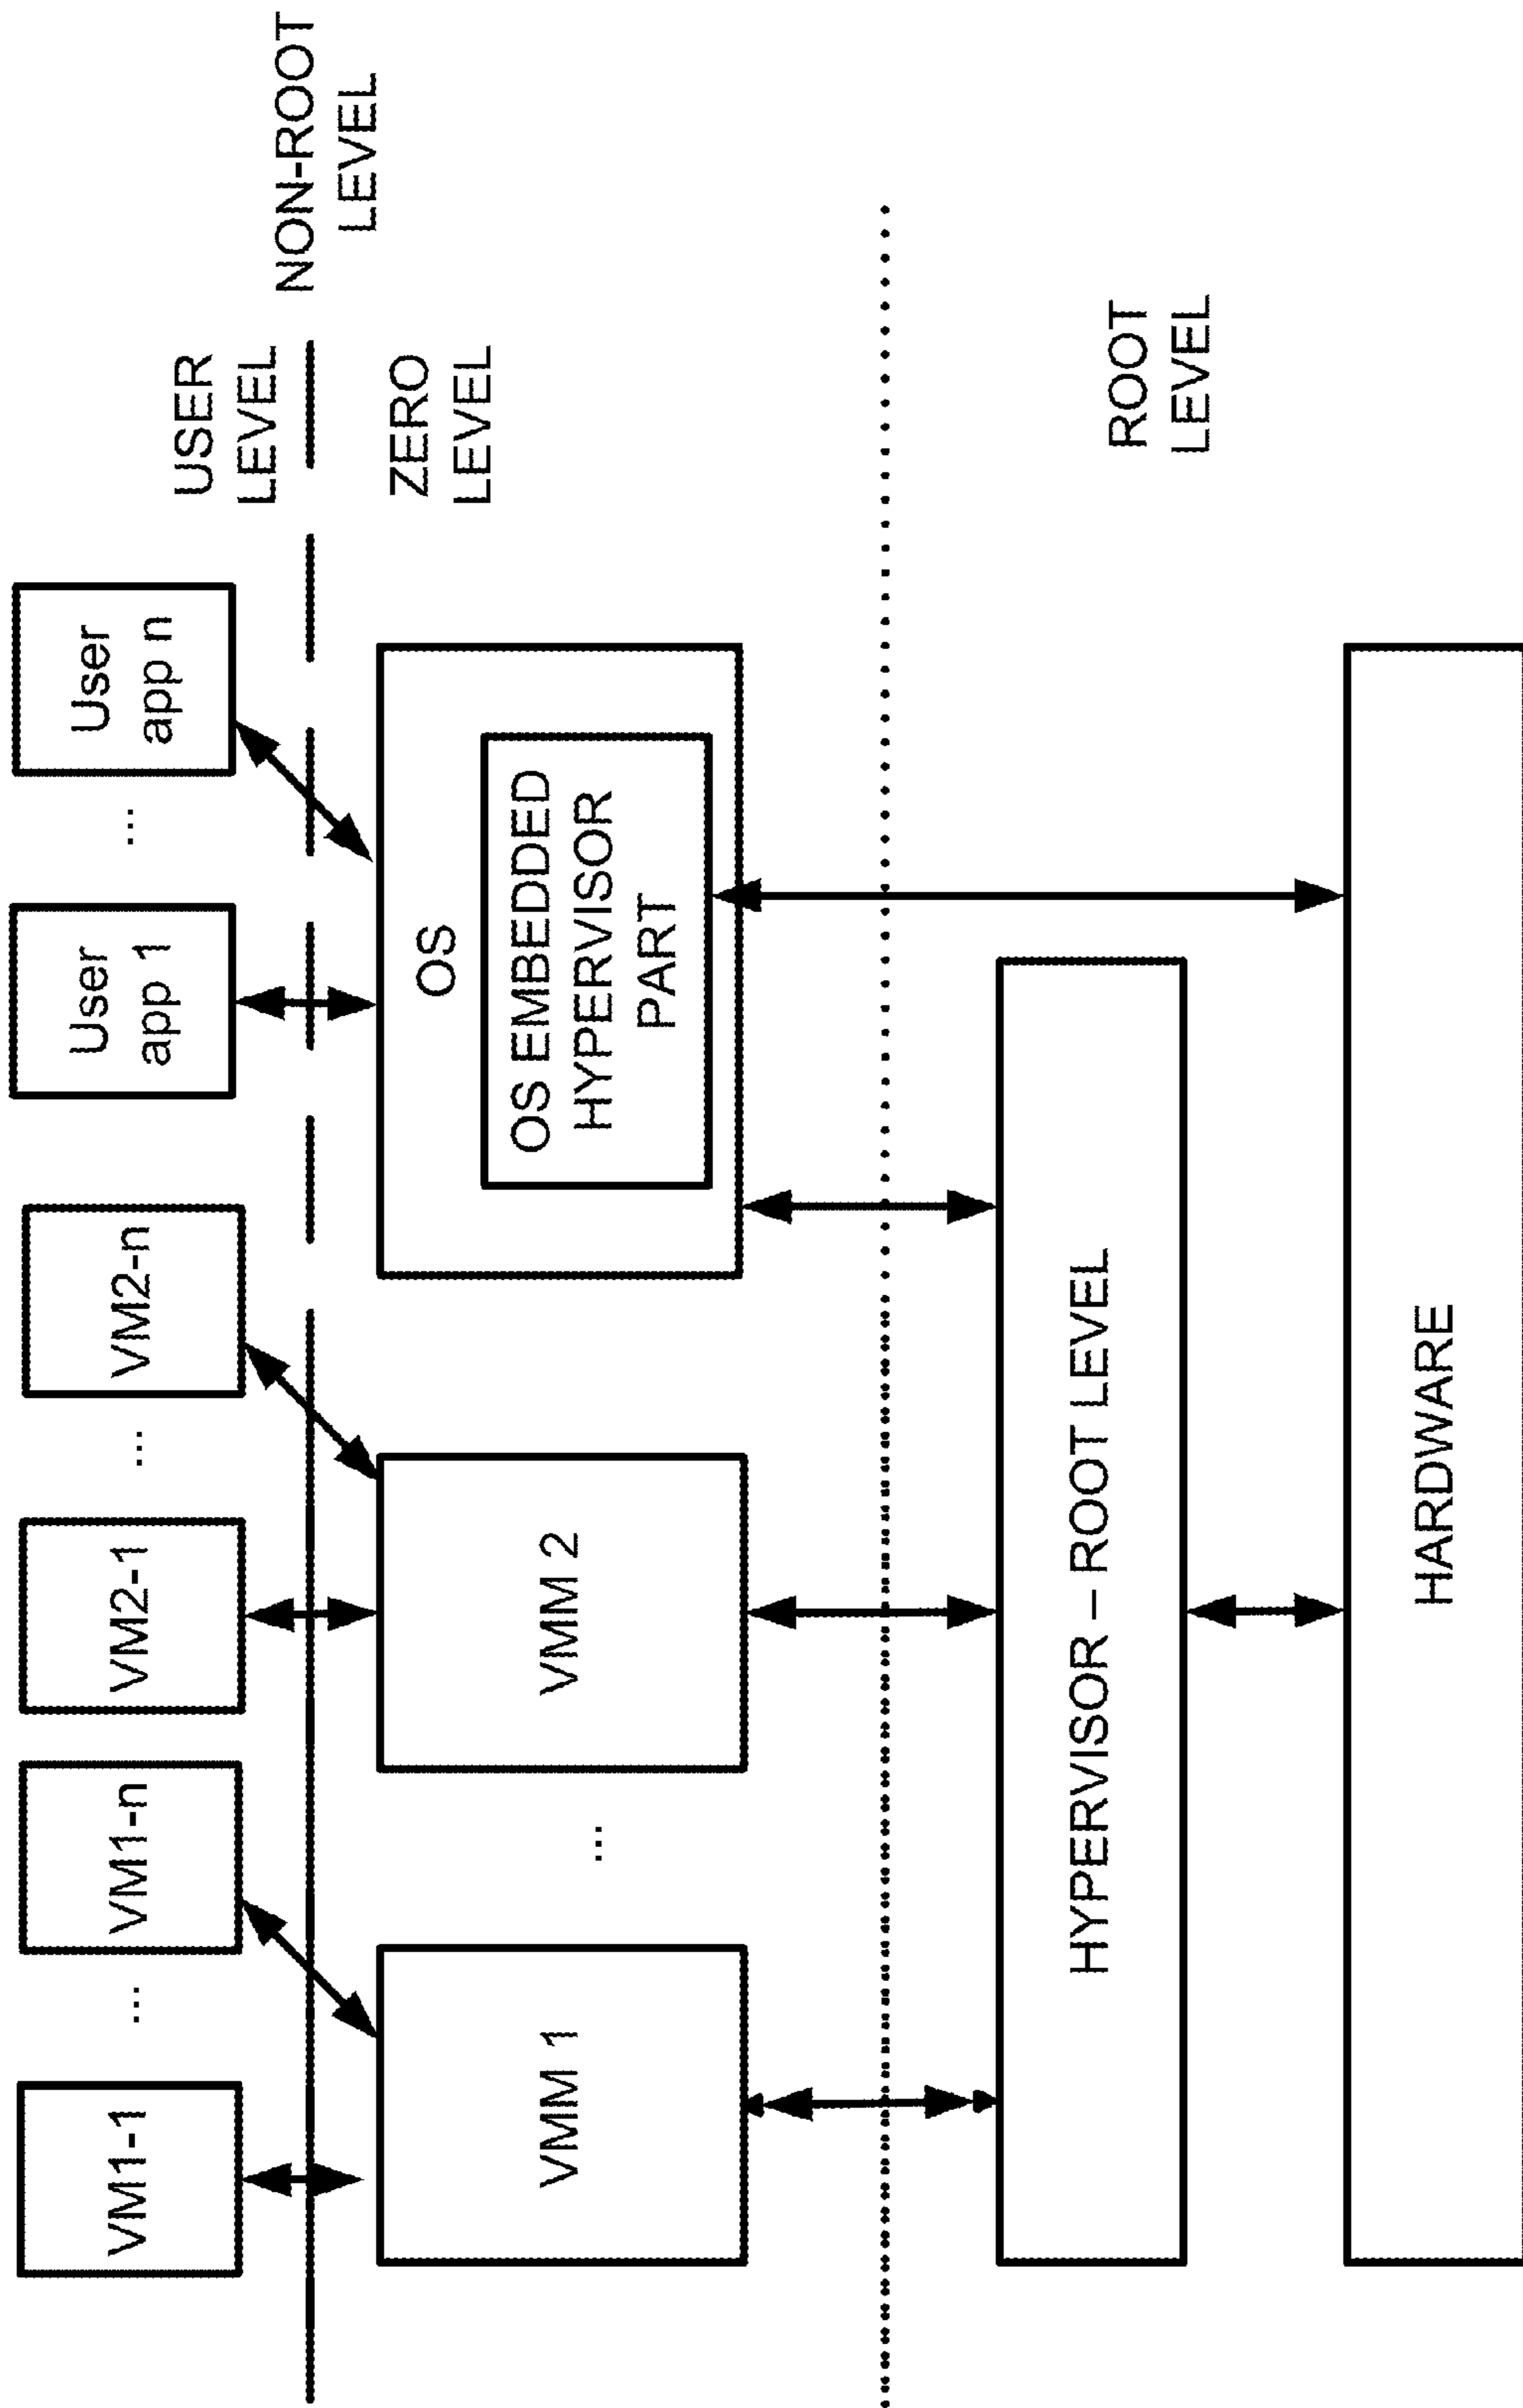 VM1-1
...
VM1-n
VM2-1
...
VM2-n
User
app 1
...
User
app n
USER
LEVEL
NON-ROOT
LEVEL
VMM 1
...
VMM 2
OS
OS EMBEDDED
HYPERVISOR
PART
ZERO
LEVEL
HYPERVISOR – ROOT LEVEL
ROOT
LEVEL
HARDWARE